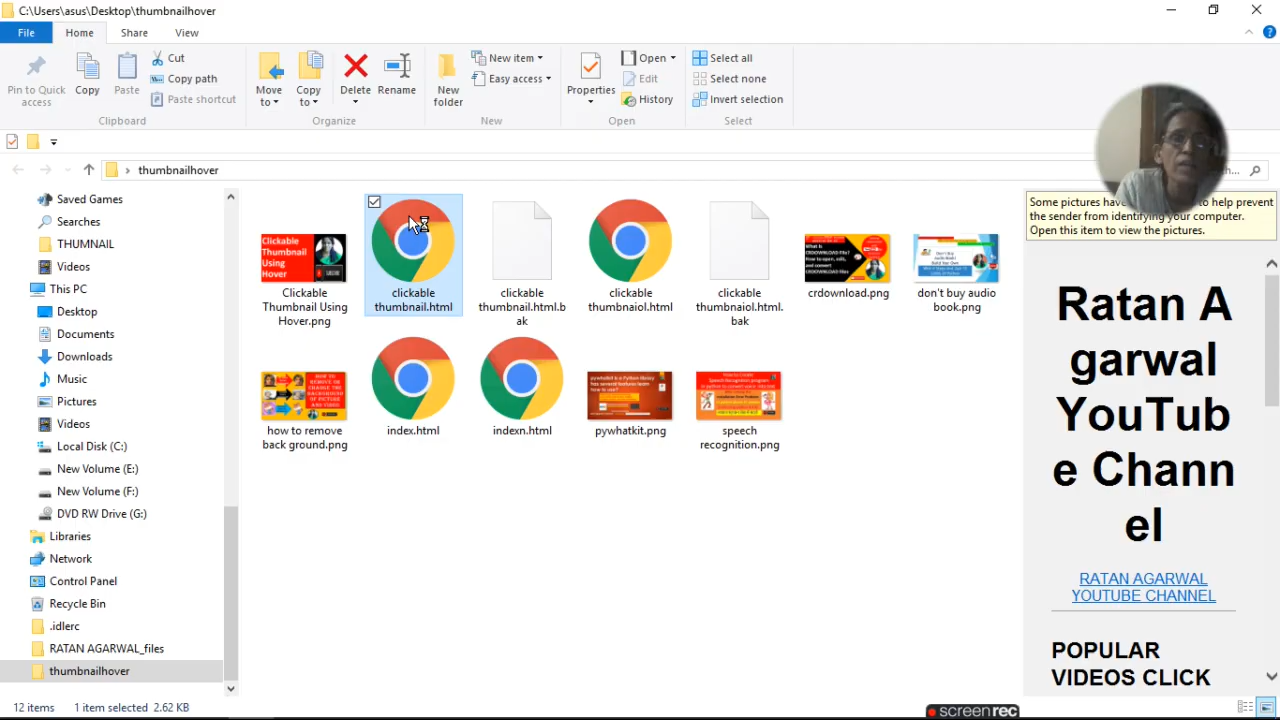 C:\Users\asus\Desktop\thumbnailhover
File Home Share View
Pin to Quick access
Copy
Paste
Cut
Copy path
Paste shortcut
Clipboard
Move to
Copy to
Delete
Rename
Organize
New folder
New item
Easy access
New
Properties
Open
Edit
History
Open
Select all
Select none
Invert selection
Select
thumbnailhover
Saved Games
Searches
THUMNAIL
Videos
This PC
Desktop
Documents
Downloads
Music
Pictures
Videos
Local Disk (C:)
New Volume (E:)
New Volume (F:)
DVD RW Drive (G:)
Libraries
Network
Control Panel
Recycle Bin
.idlerc
RATAN AGARWAL_files
thumbnailhover
Clickable
Thumbnail
Using
Hover
Clickable
Thumbnail Using
Hover.png
clickable
thumbnail.html
clickable
thumbnail.html.b
ak
clickable
thumbnaiol.html
clickable
thumbnaiol.html.
bak
crdownload.png
don't buy audio
book.png
how to remove
back ground.png
index.html
indexn.html
pywhatkit.png
speech
recognition.png
Some pictures have
to help prevent
the sender from identifying your computer.
Open this item to view the pictures.
Ratan A
garwal
YouTub
e Chann
el
RATAN AGARWAL
YOUTUBE CHANNEL
POPULAR
VIDEOS CLICK
12 items 1 item selected 2.62 KB
screenrec